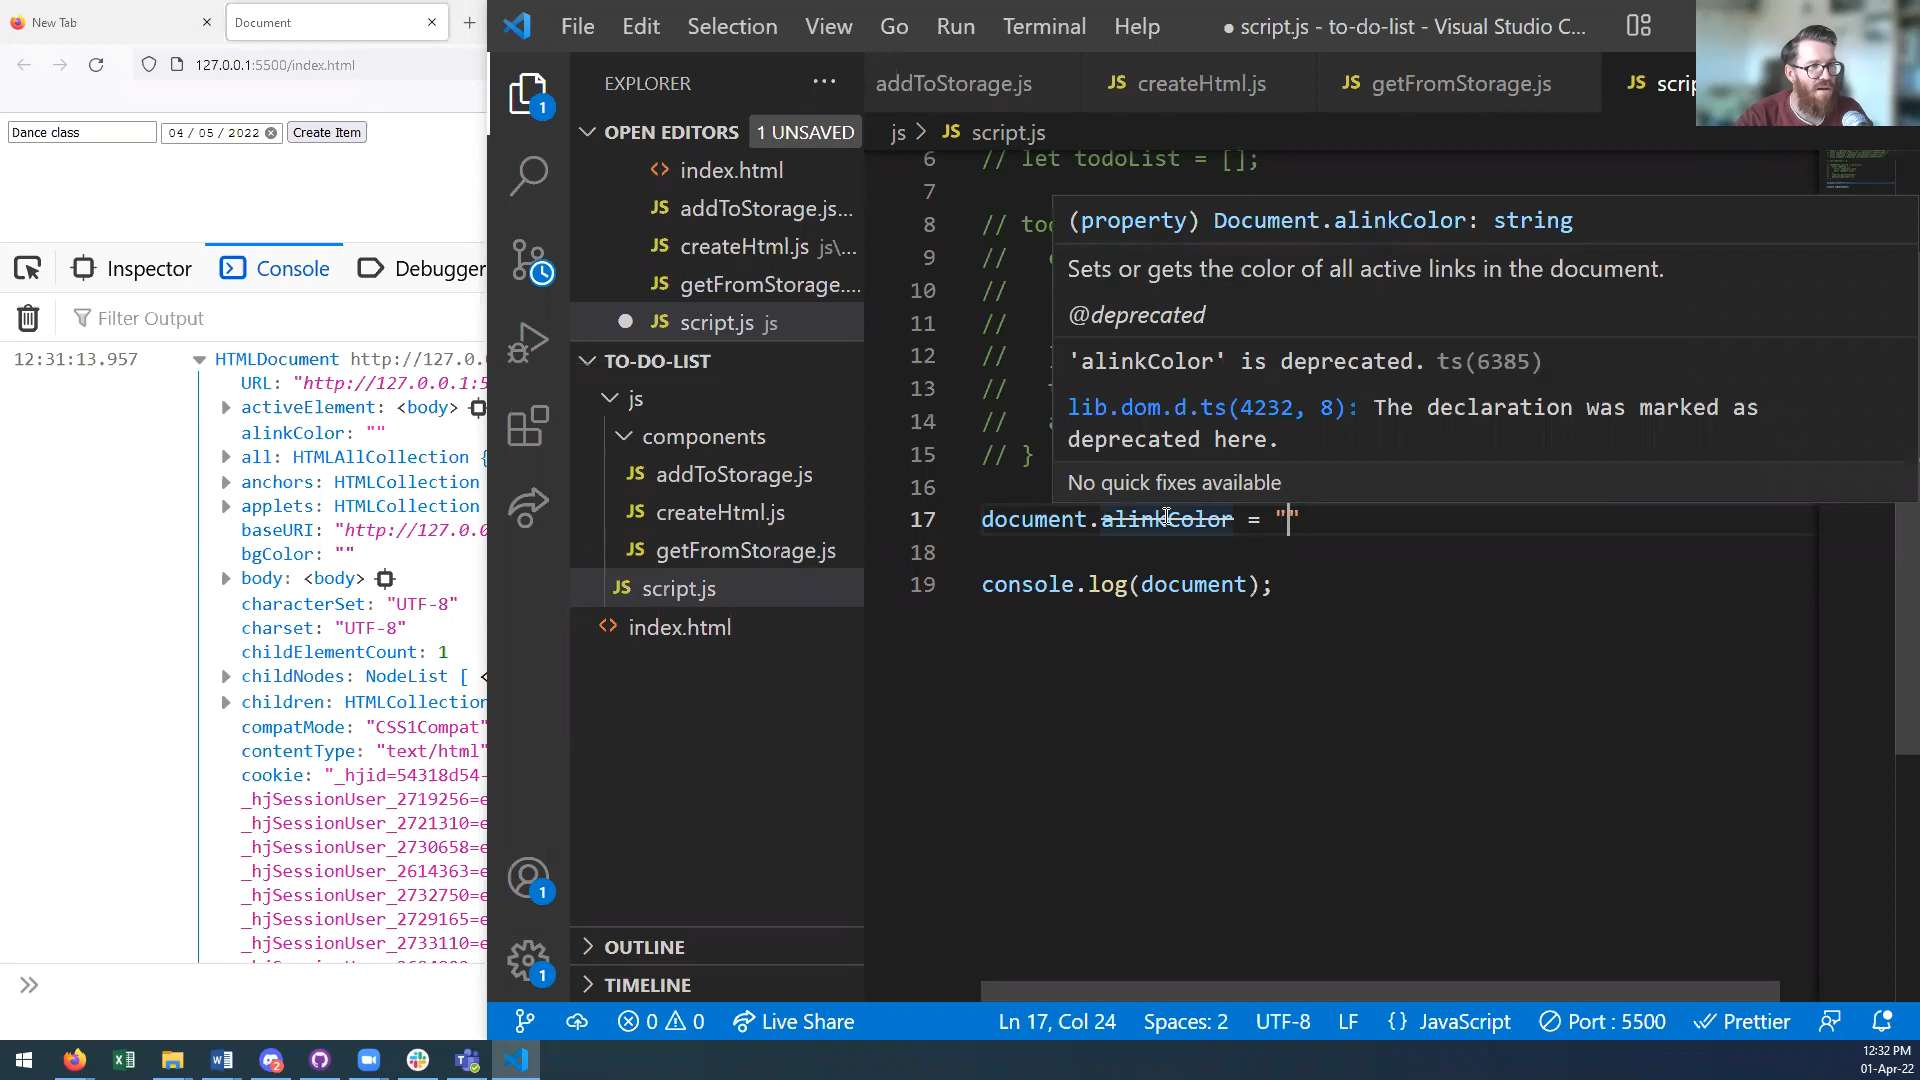 New Tab
Document
127.0.0.1:5500/index.html
Dance class
04 / 05 / 2022
Create Item
Inspector
Console
Debugger
Filter Output
12:31:13.957
HTMLDocument http://127.0.
URL: "http://127.0.0.1:5
activeElement: <body>
alinkColor: ""
all: HTMLAllCollection {
anchors: HTMLCollection
applets: HTMLCollection
baseURI: "http://127.0.0
bgColor: ""
body: <body>
characterSet: "UTF-8"
charset: "UTF-8"
childElementCount: 1
childNodes: NodeList [
children: HTMLCollection
compatMode: "CSS1Compat"
contentType: "text/html"
cookie: "_hjid=54318d54-
_hjSessionUser_2719256=e
_hjSessionUser_2721310=e
_hjSessionUser_2730658=e
_hjSessionUser_2614363=e
_hjSessionUser_2732750=e
_hjSessionUser_2729165=e
_hjSessionUser_2733110=e
File Edit Selection View Go Run Terminal Help
● script.js - to-do-list - Visual Studio C...
EXPLORER
OPEN EDITORS
1 UNSAVED
index.html
addToStorage.js...
createHtml.js js\...
getFromStorage....
script.js js
TO-DO-LIST
js
components
addToStorage.js
createHtml.js
getFromStorage.js
script.js
index.html
OUTLINE
TIMELINE
addToStorage.js
JS createHtml.js
JS getFromStorage.js
JS scrip
js > JS script.js
6 // let todoList = [];
7
8 // to
9 //
10 //
11 //
12 //
13 //
14 //
15 // }
16
17 document.alinkColor = ""
18
19 console.log(document);
(property) Document.alinkColor: string
Sets or gets the color of all active links in the document.
@deprecated
'alinkColor' is deprecated. ts(6385)
lib.dom.d.ts(4232, 8): The declaration was marked as
deprecated here.
No quick fixes available
0 0
Live Share
Ln 17, Col 24
Spaces: 2
UTF-8
LF
{} JavaScript
Port : 5500
Prettier
12:32 PM
01-Apr-22